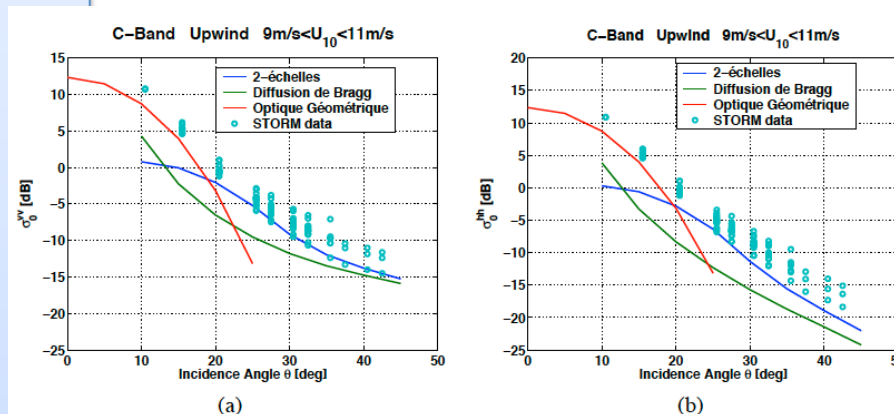 C-Band Upwind 9m/s<U10<11m/s
15
10
5
0
-5
-10
-15
-20
-25
0
10
20
30
40
50
σ0vv [dB]
Incidence Angle θ [deg]
2-échelles
Diffusion de Bragg
Optique Géométrique
STORM data
(a)
C-Band Upwind 9m/s<U10<11m/s
20
15
10
5
0
-5
-10
-15
-20
-25
0
10
20
30
40
50
σ0hh [dB]
Incidence Angle θ [deg]
2-échelles
Diffusion de Bragg
Optique Géométrique
STORM data
(b)